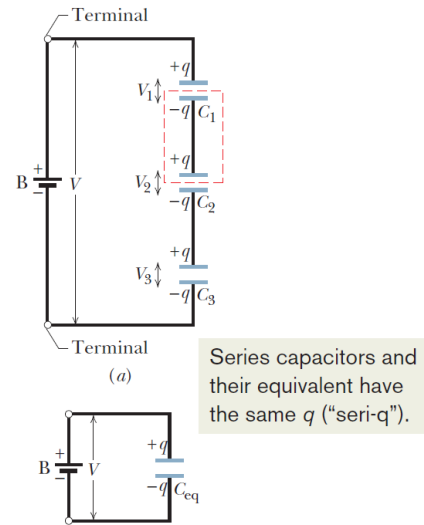 Terminal
+q
V1
−q C1
+q
B + − V
V2
−q C2
+q
V3
−q C3
Terminal
(a)
Series capacitors and
their equivalent have
the same q (“seri-q”).
+q
B + − V
−q Ceq